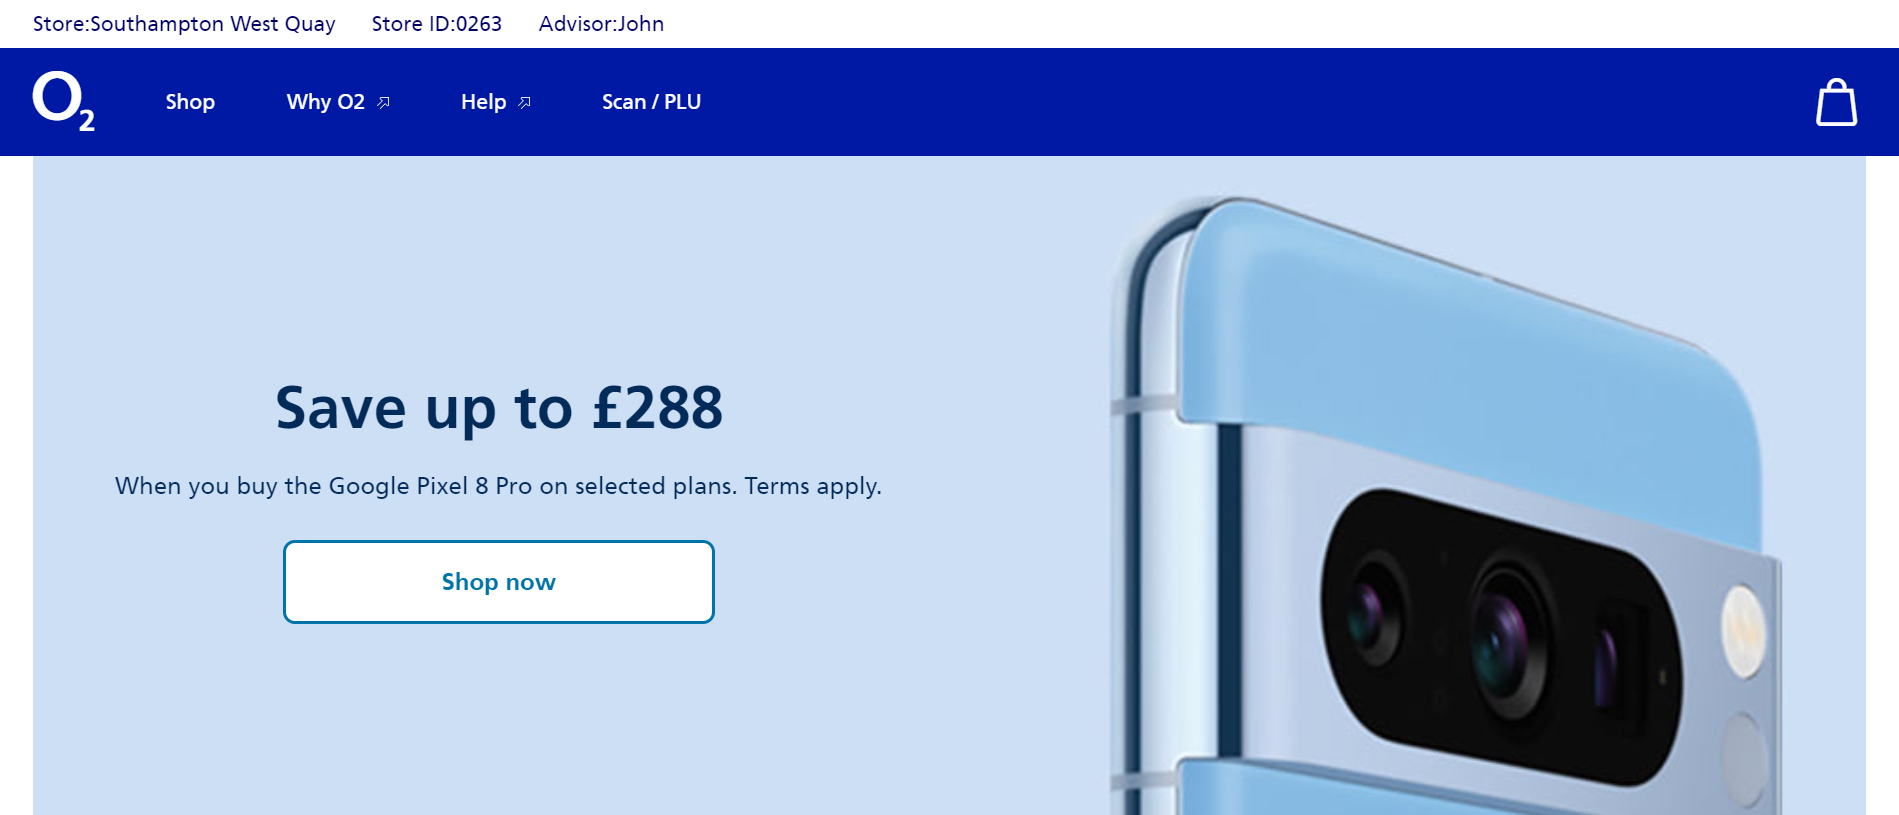 Store:Southampton West Quay Store ID:0263 Advisor:John
O2 Shop Why O2 Help Scan / PLU
Save up to £288
When you buy the Google Pixel 8 Pro on selected plans. Terms apply.
Shop now